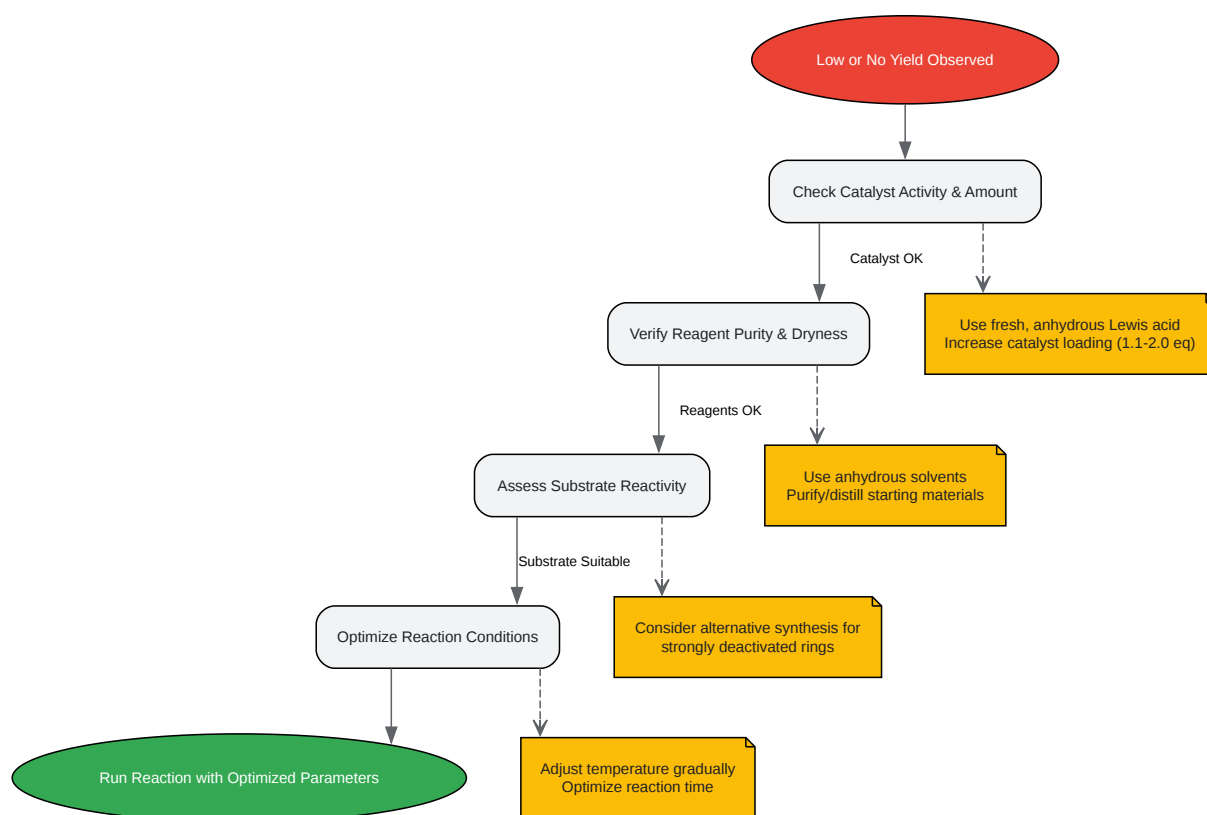 Low or No Yield Observed
Check Catalyst Activity & Amount
Catalyst OK
Use fresh, anhydrous Lewis acid
Increase catalyst loading (1.1-2.0 eq)
Verify Reagent Purity & Dryness
Reagents OK
Use anhydrous solvents
Purify/distill starting materials
Assess Substrate Reactivity
Substrate Suitable
Consider alternative synthesis for
strongly deactivated rings
Optimize Reaction Conditions
Adjust temperature gradually
Optimize reaction time
Run Reaction with Optimized Parameters